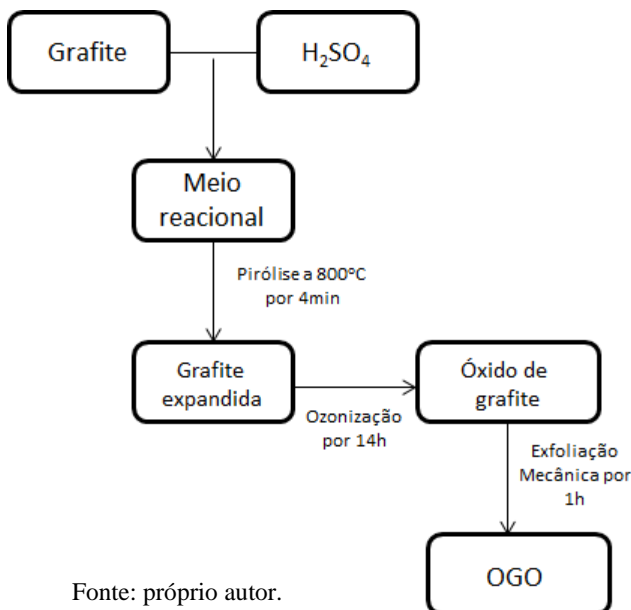 Grafite
H₂SO₄
Meio
reacional
Pirólise a 800°C
por 4min
Grafite
expandida
Ozonização
por 14h
Óxido de
grafite
Exfoliação
Mecânica por
1h
OGO
Fonte: próprio autor.